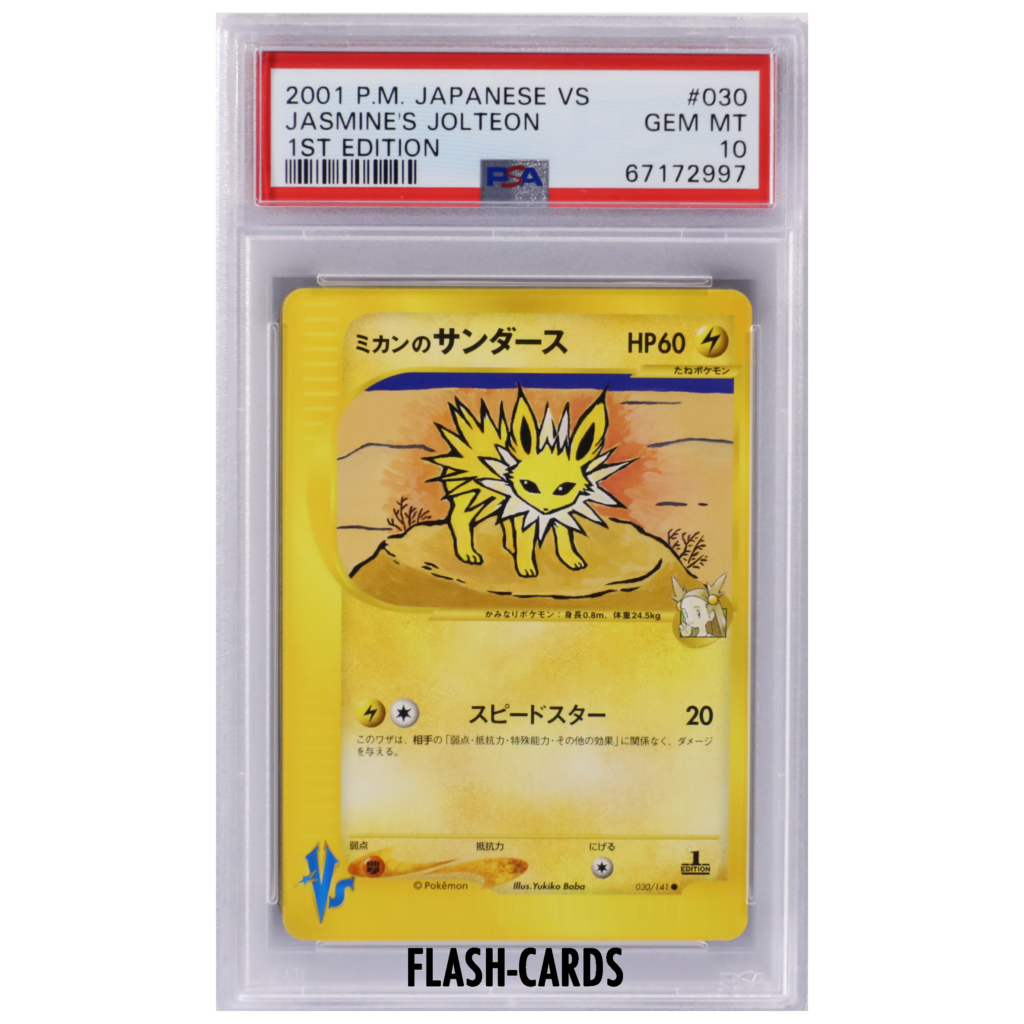 2001 P.M. JAPANESE VS #030
JASMINE'S JOLTEON GEM MT
1ST EDITION 10
PSA 67172997
ミカンのサンダース HP60
たねポケモン
かみなりポケモン：身長0.8m、体重24.5kg
スピードスター 20
このワザは、相手の「弱点・抵抗力・特殊能力・その他の効果」に関係なく、ダメージ
を与える。
弱点 抵抗力 にげる
1
EDITION
©Pokémon Illus. Yukiko Baba 030/141
VS
FLASH-CARDS
PSA